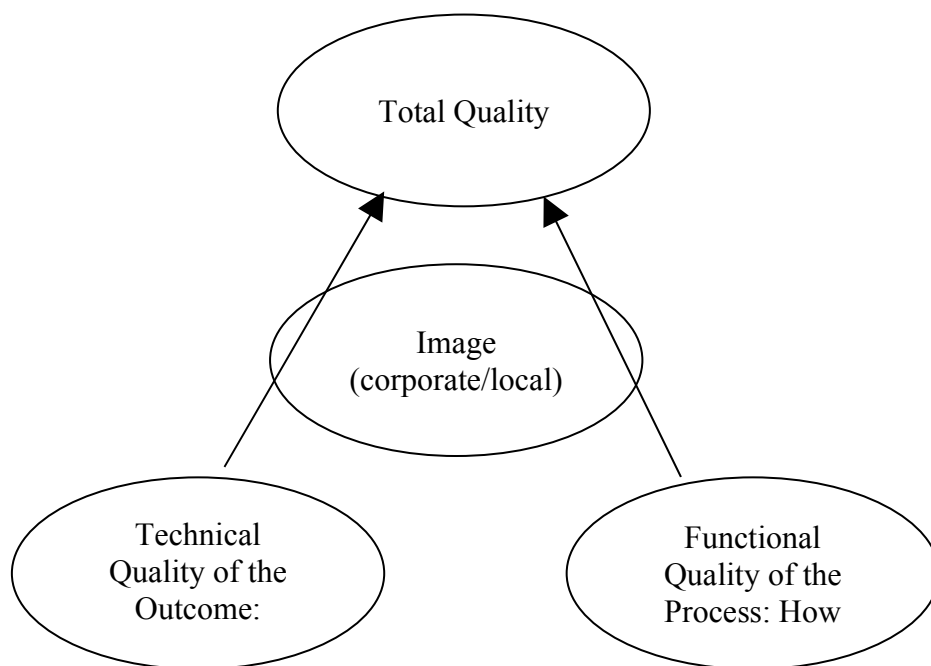 Total Quality
Image
(corporate/local)
Technical
Quality of the
Outcome:
Functional
Quality of the
Process: How